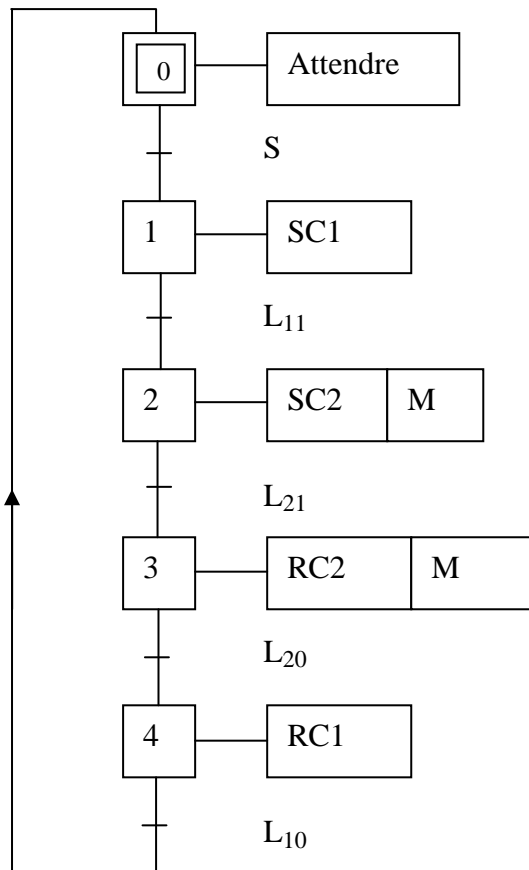 0 Attendre
S
1 SC1
L₁₁
2 SC2 M
L₂₁
3 RC2 M
L₂₀
4 RC1
L₁₀